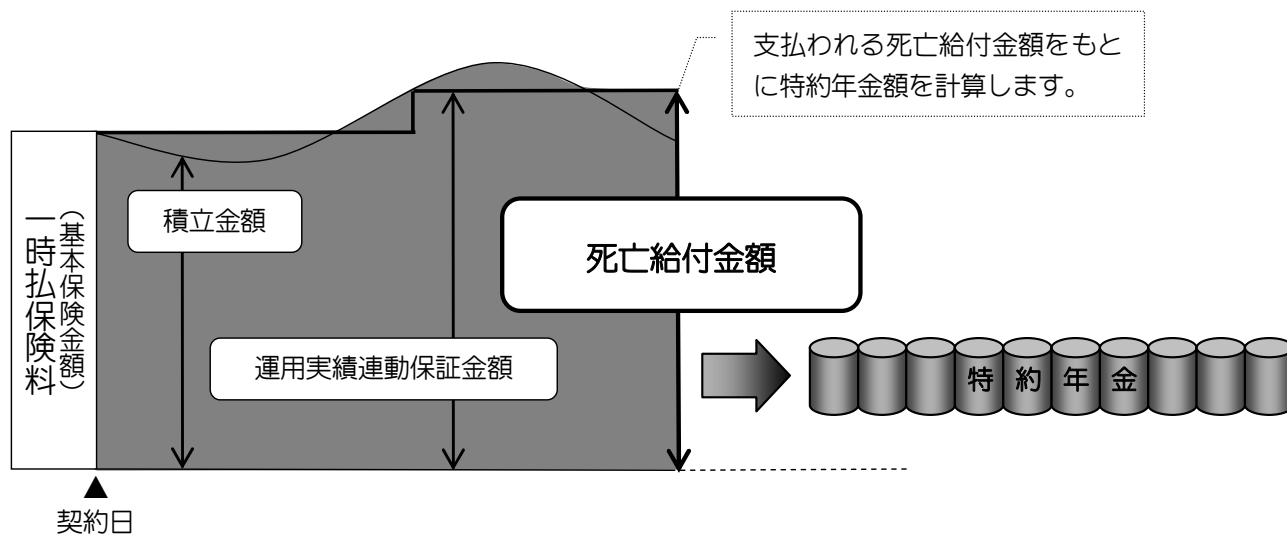 支払われる死亡給付金額をもと
に特約年金額を計算します。
一時払保険料
（基本保険金額）
積立金額
死亡給付金額
運用実績連動保証金額
特約年金
▲
契約日